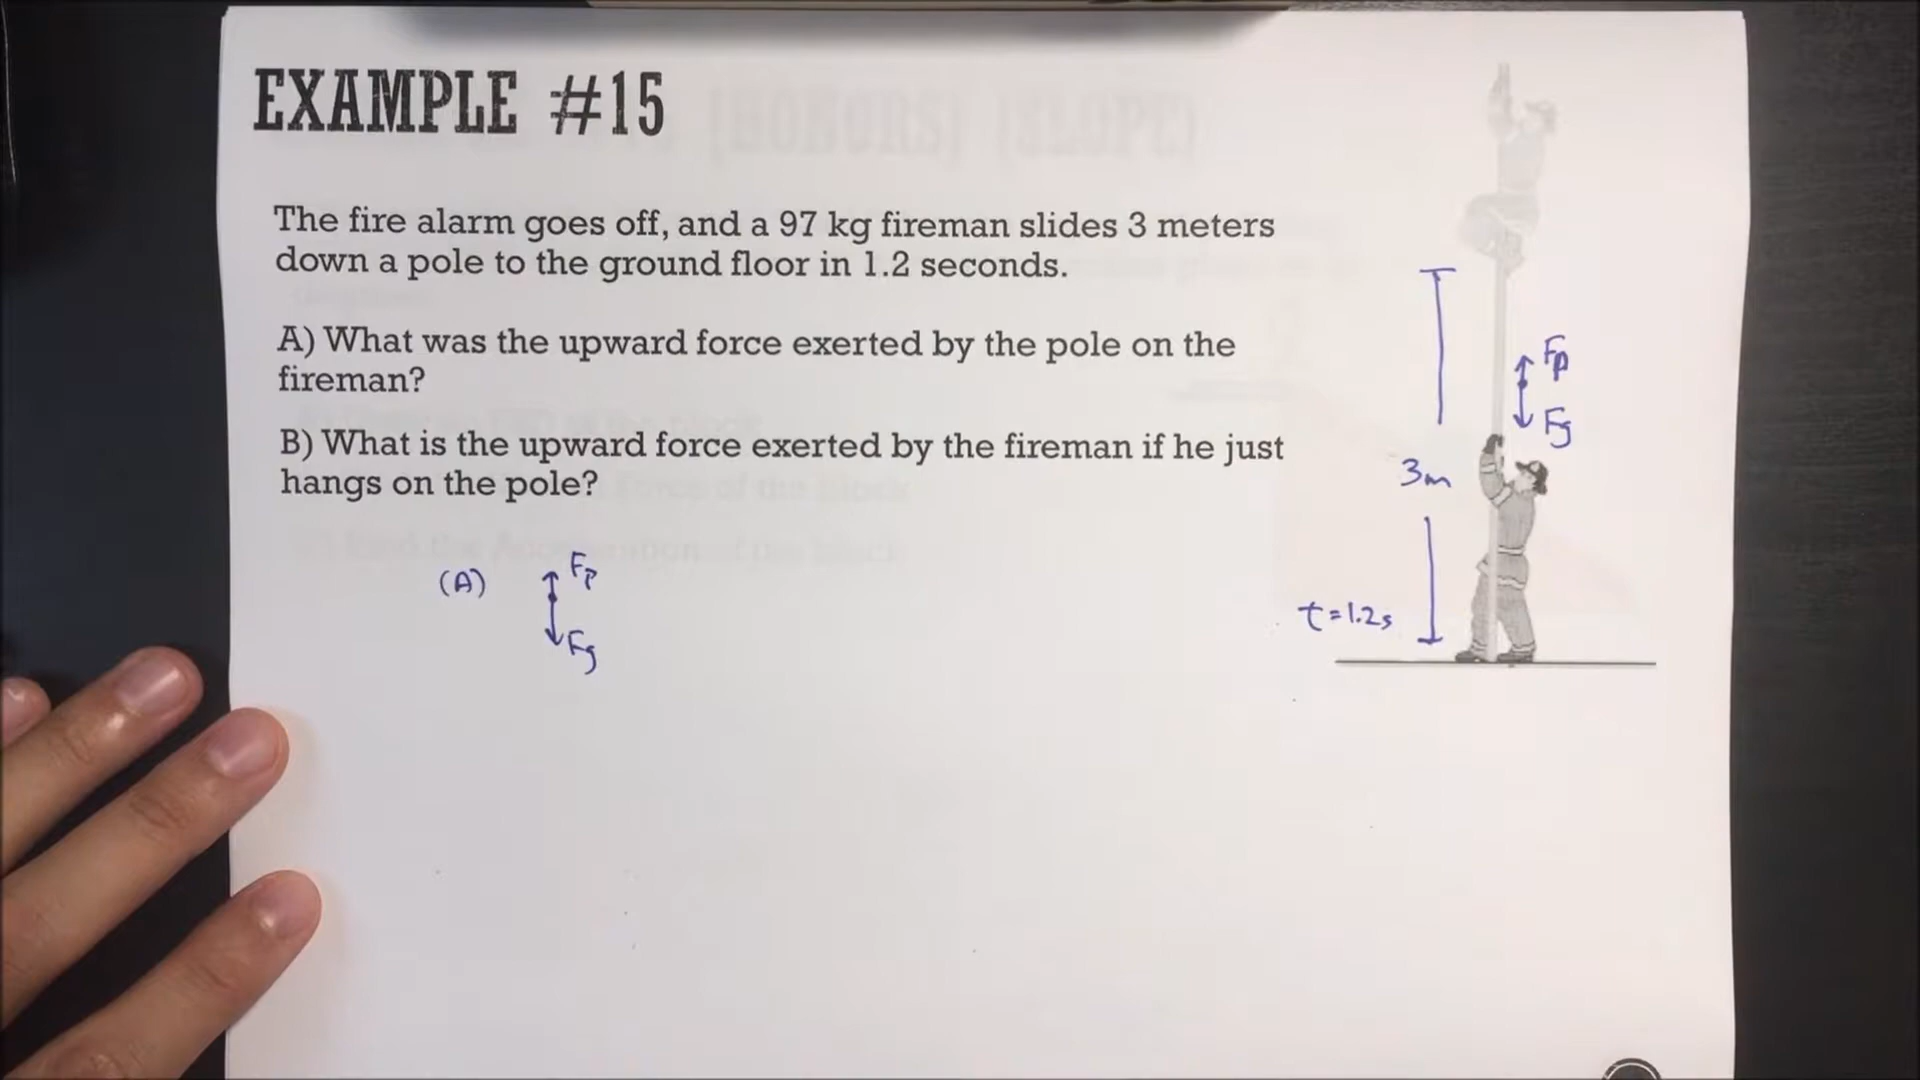 EXAMPLE #15
The fire alarm goes off, and a 97 kg fireman slides 3 meters
down a pole to the ground floor in 1.2 seconds.
A) What was the upward force exerted by the pole on the
fireman?
B) What is the upward force exerted by the fireman if he just
hangs on the pole?
(A)
Fp
Fg
Fp
Fg
3m
t=1.2s